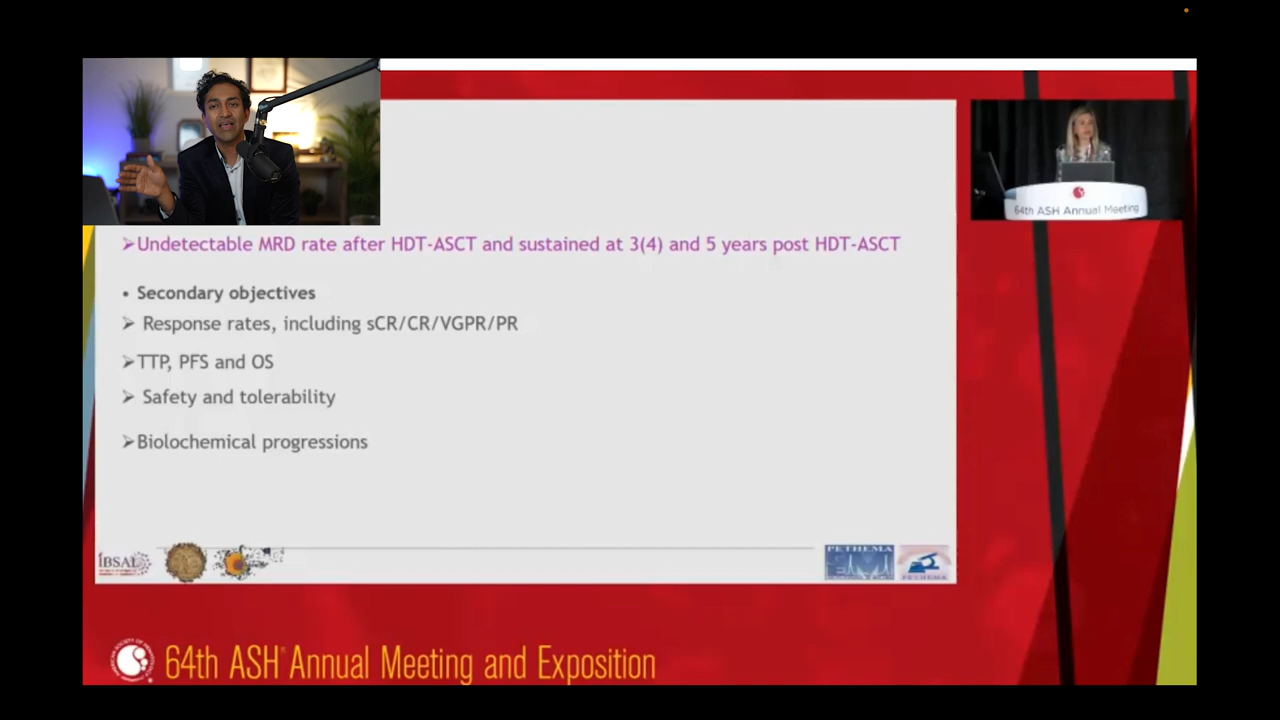 64th ASH Annual Meeting
➢Undetectable MRD rate after HDT-ASCT and sustained at 3(4) and 5 years post HDT-ASCT
• Secondary objectives
➢ Response rates, including sCR/CR/VGPR/PR
➢TTP, PFS and OS
➢ Safety and tolerability
➢Biolochemical progressions
IBSAL
PETHEMA
PETHEMA
64th ASH® Annual Meeting and Exposition